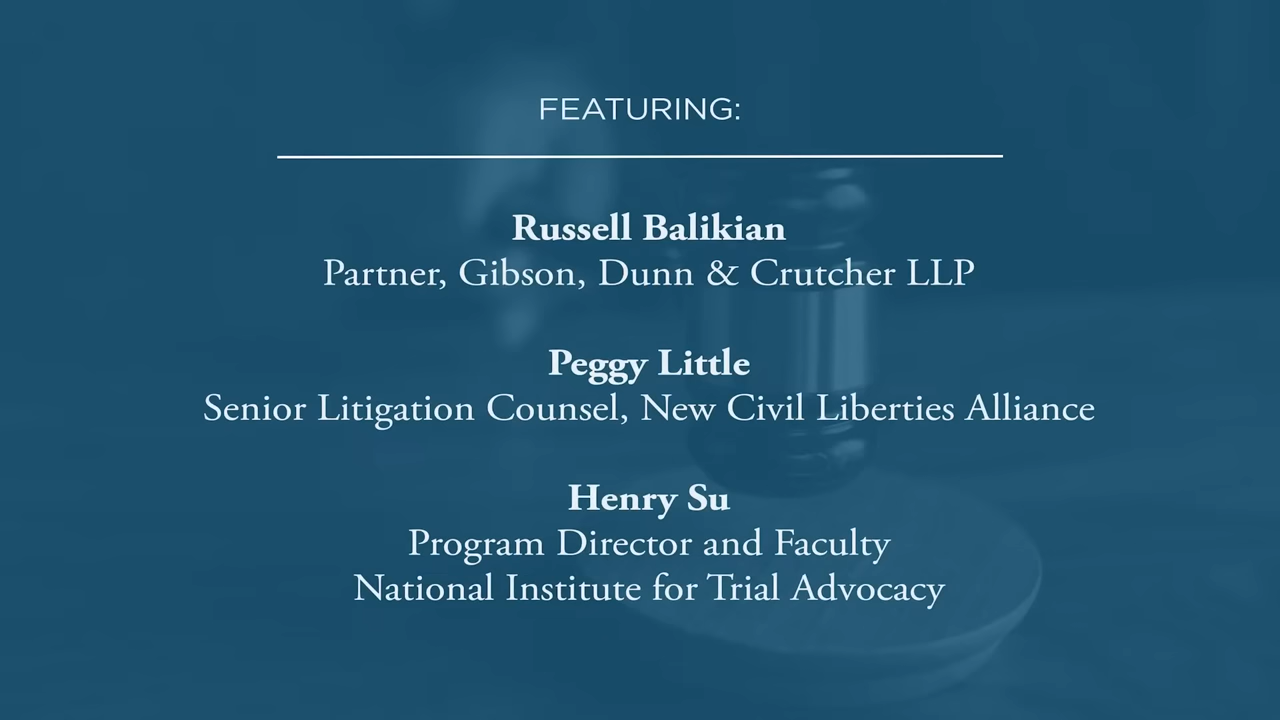 FEATURING:
Russell Balikian
Partner, Gibson, Dunn & Crutcher LLP
Peggy Little
Senior Litigation Counsel, New Civil Liberties Alliance
Henry Su
Program Director and Faculty
National Institute for Trial Advocacy